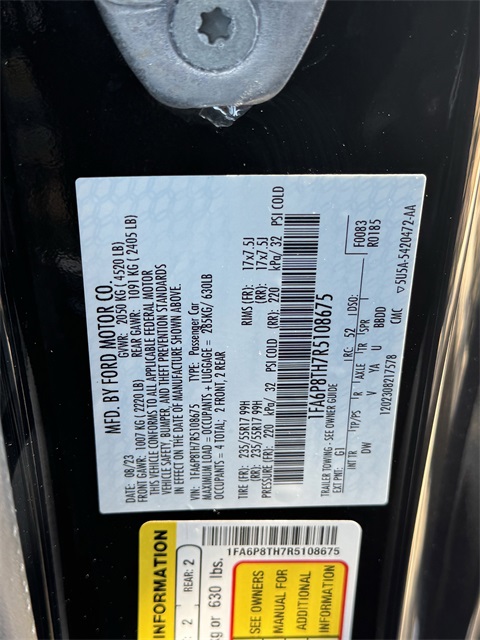 MFD. BY FORD MOTOR CO.
DATE: 08/23 GVWR: 2050 KG ( 4520 LB)
FRONT GAWR: 1007 KG (2220 LB) REAR GAWR: 1091 KG ( 2405 LB)
THIS VEHICLE CONFORMS TO ALL APPLICABLE FEDERAL MOTOR
VEHICLE SAFETY, BUMPER, AND THEFT PREVENTION STANDARDS
IN EFFECT ON THE DATE OF MANUFACTURE SHOWN ABOVE.
VIN: 1FA6P8TH7R5108675 TYPE: Passenger Car
MAXIMUM LOAD = OCCUPANTS + LUGGAGE = 285KG/ 630LB
OCCUPANTS = 4 TOTAL: 2 FRONT, 2 REAR
TIRE (FR): 235/55R17 99H RIMS (FR): 17x7.5J
TIRE (RR): 235/55R17 99H (RR): 17x7.5J
PRESSURE (FR): 220 kPa/ 32 PSI COLD (RR): 220 kPa/ 32 PSI COLD
1FA6P8TH7R5108675
TRAILER TOWING - SEE OWNER GUIDE
F0083
R0185
EXT PNT: G1 RC: 52 DSO:
INT TR TP/PS R AXLE TR SPR
DW V YA U BBDD
1202308217578 CMC
5U5A-5420472-AA
1FA6P8TH7R5108675
INFORMATION
2 REAR: 2
kg or 630 lbs.
SEE OWNERS
MANUAL FOR
ADDITIONAL
INFORMATION